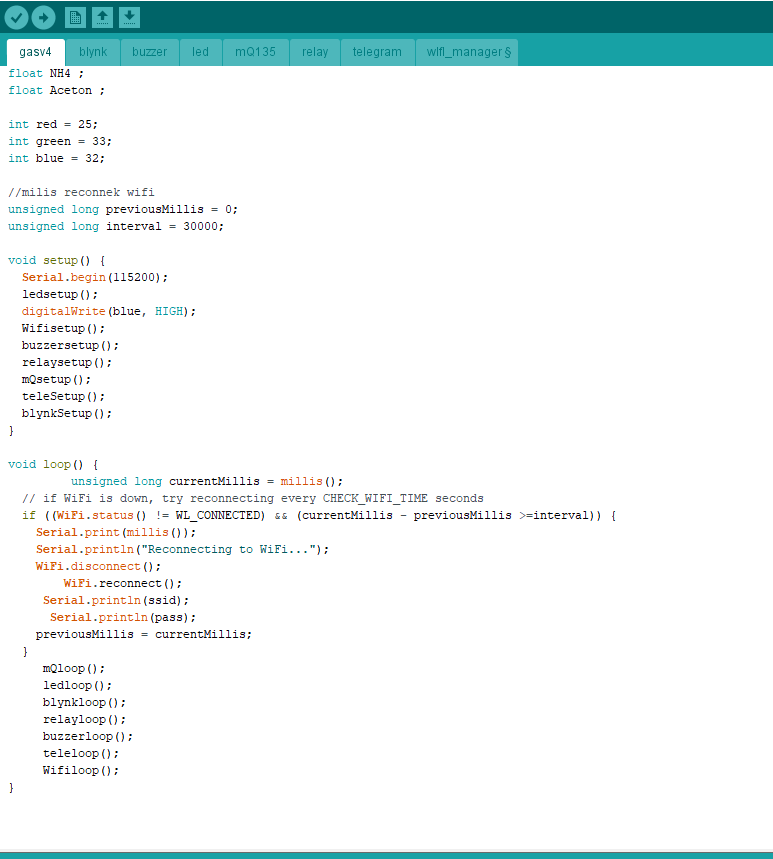 gasv4 blynk buzzer led mQ135 relay telegram wifi_manager §
float NH4 ;
float Aceton ;
int red = 25;
int green = 33;
int blue = 32;
//milis reconnek wifi
unsigned long previousMillis = 0;
unsigned long interval = 30000;
void setup() {
Serial.begin(115200);
ledsetup();
digitalWrite(blue, HIGH);
Wifisetup();
buzzersetup();
relaysetup();
mQsetup();
teleSetup();
blynkSetup();
}
void loop() {
unsigned long currentMillis = millis();
// if WiFi is down, try reconnecting every CHECK_WIFI_TIME seconds
if ((WiFi.status() != WL_CONNECTED) && (currentMillis - previousMillis >=interval)) {
Serial.print(millis());
Serial.println("Reconnecting to WiFi...");
WiFi.disconnect();
WiFi.reconnect();
Serial.println(ssid);
Serial.println(pass);
previousMillis = currentMillis;
}
mQloop();
ledloop();
blynkloop();
relayloop();
buzzerloop();
teleloop();
Wifiloop();
}